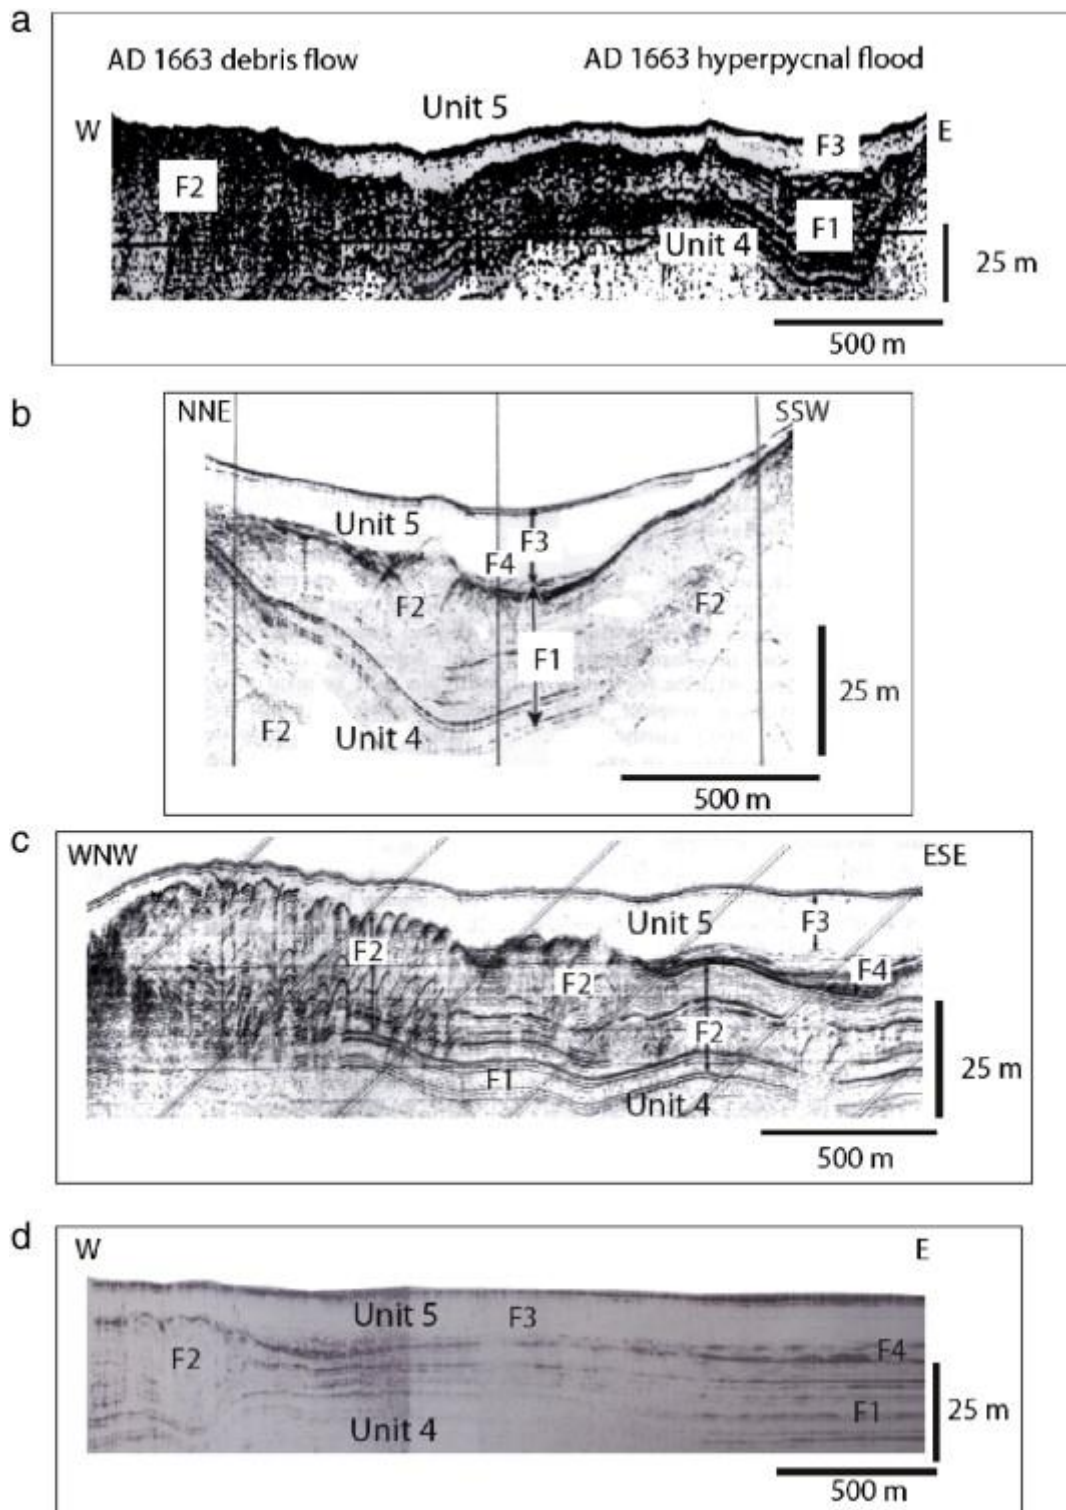 a
AD 1663 debris flow AD 1663 hyperpycnal flood
Unit 5
W E
F3
F2
F1
Unit 4
25 m
500 m
b
NNE SSW
Unit 5
F3
F4
F2 F2
F1
25 m
F2 Unit 4
500 m
c
WNW ESE
Unit 5 F3
F2
F4
F2
F2
F1
25 m
Unit 4
500 m
d
W E
Unit 5 F3
F2 F4
F1 25 m
Unit 4
500 m